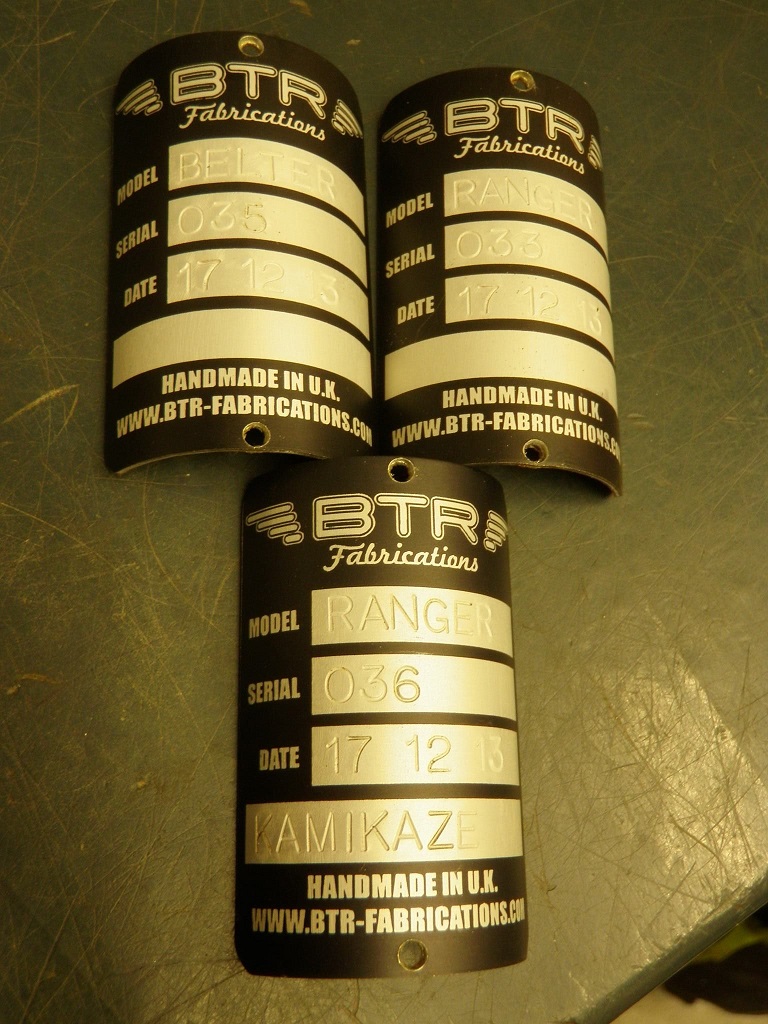 BTR
Fabrications
MODEL BELTER
SERIAL 035
DATE 17 12 13
HANDMADE IN U.K.
WWW.BTR-FABRICATIONS.COM
BTR
Fabrications
MODEL RANGER
SERIAL 033
DATE 17 12 13
HANDMADE IN U.K.
WWW.BTR-FABRICATIONS.CO
BTR
Fabrications
MODEL RANGER
SERIAL 036
DATE 17 12 13
KAMIKAZE
HANDMADE IN U.K.
WWW.BTR-FABRICATIONS.COM